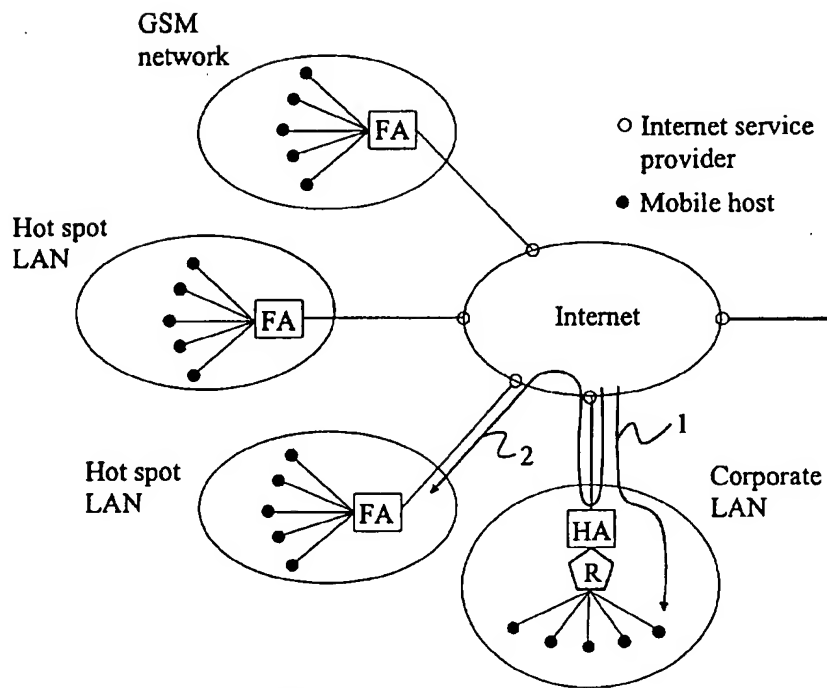 GSM
network
FA
Internet service
provider
Mobile host
Hot spot
LAN
FA
Internet
1
2
Hot spot
LAN
FA
Corporate
LAN
HA
R